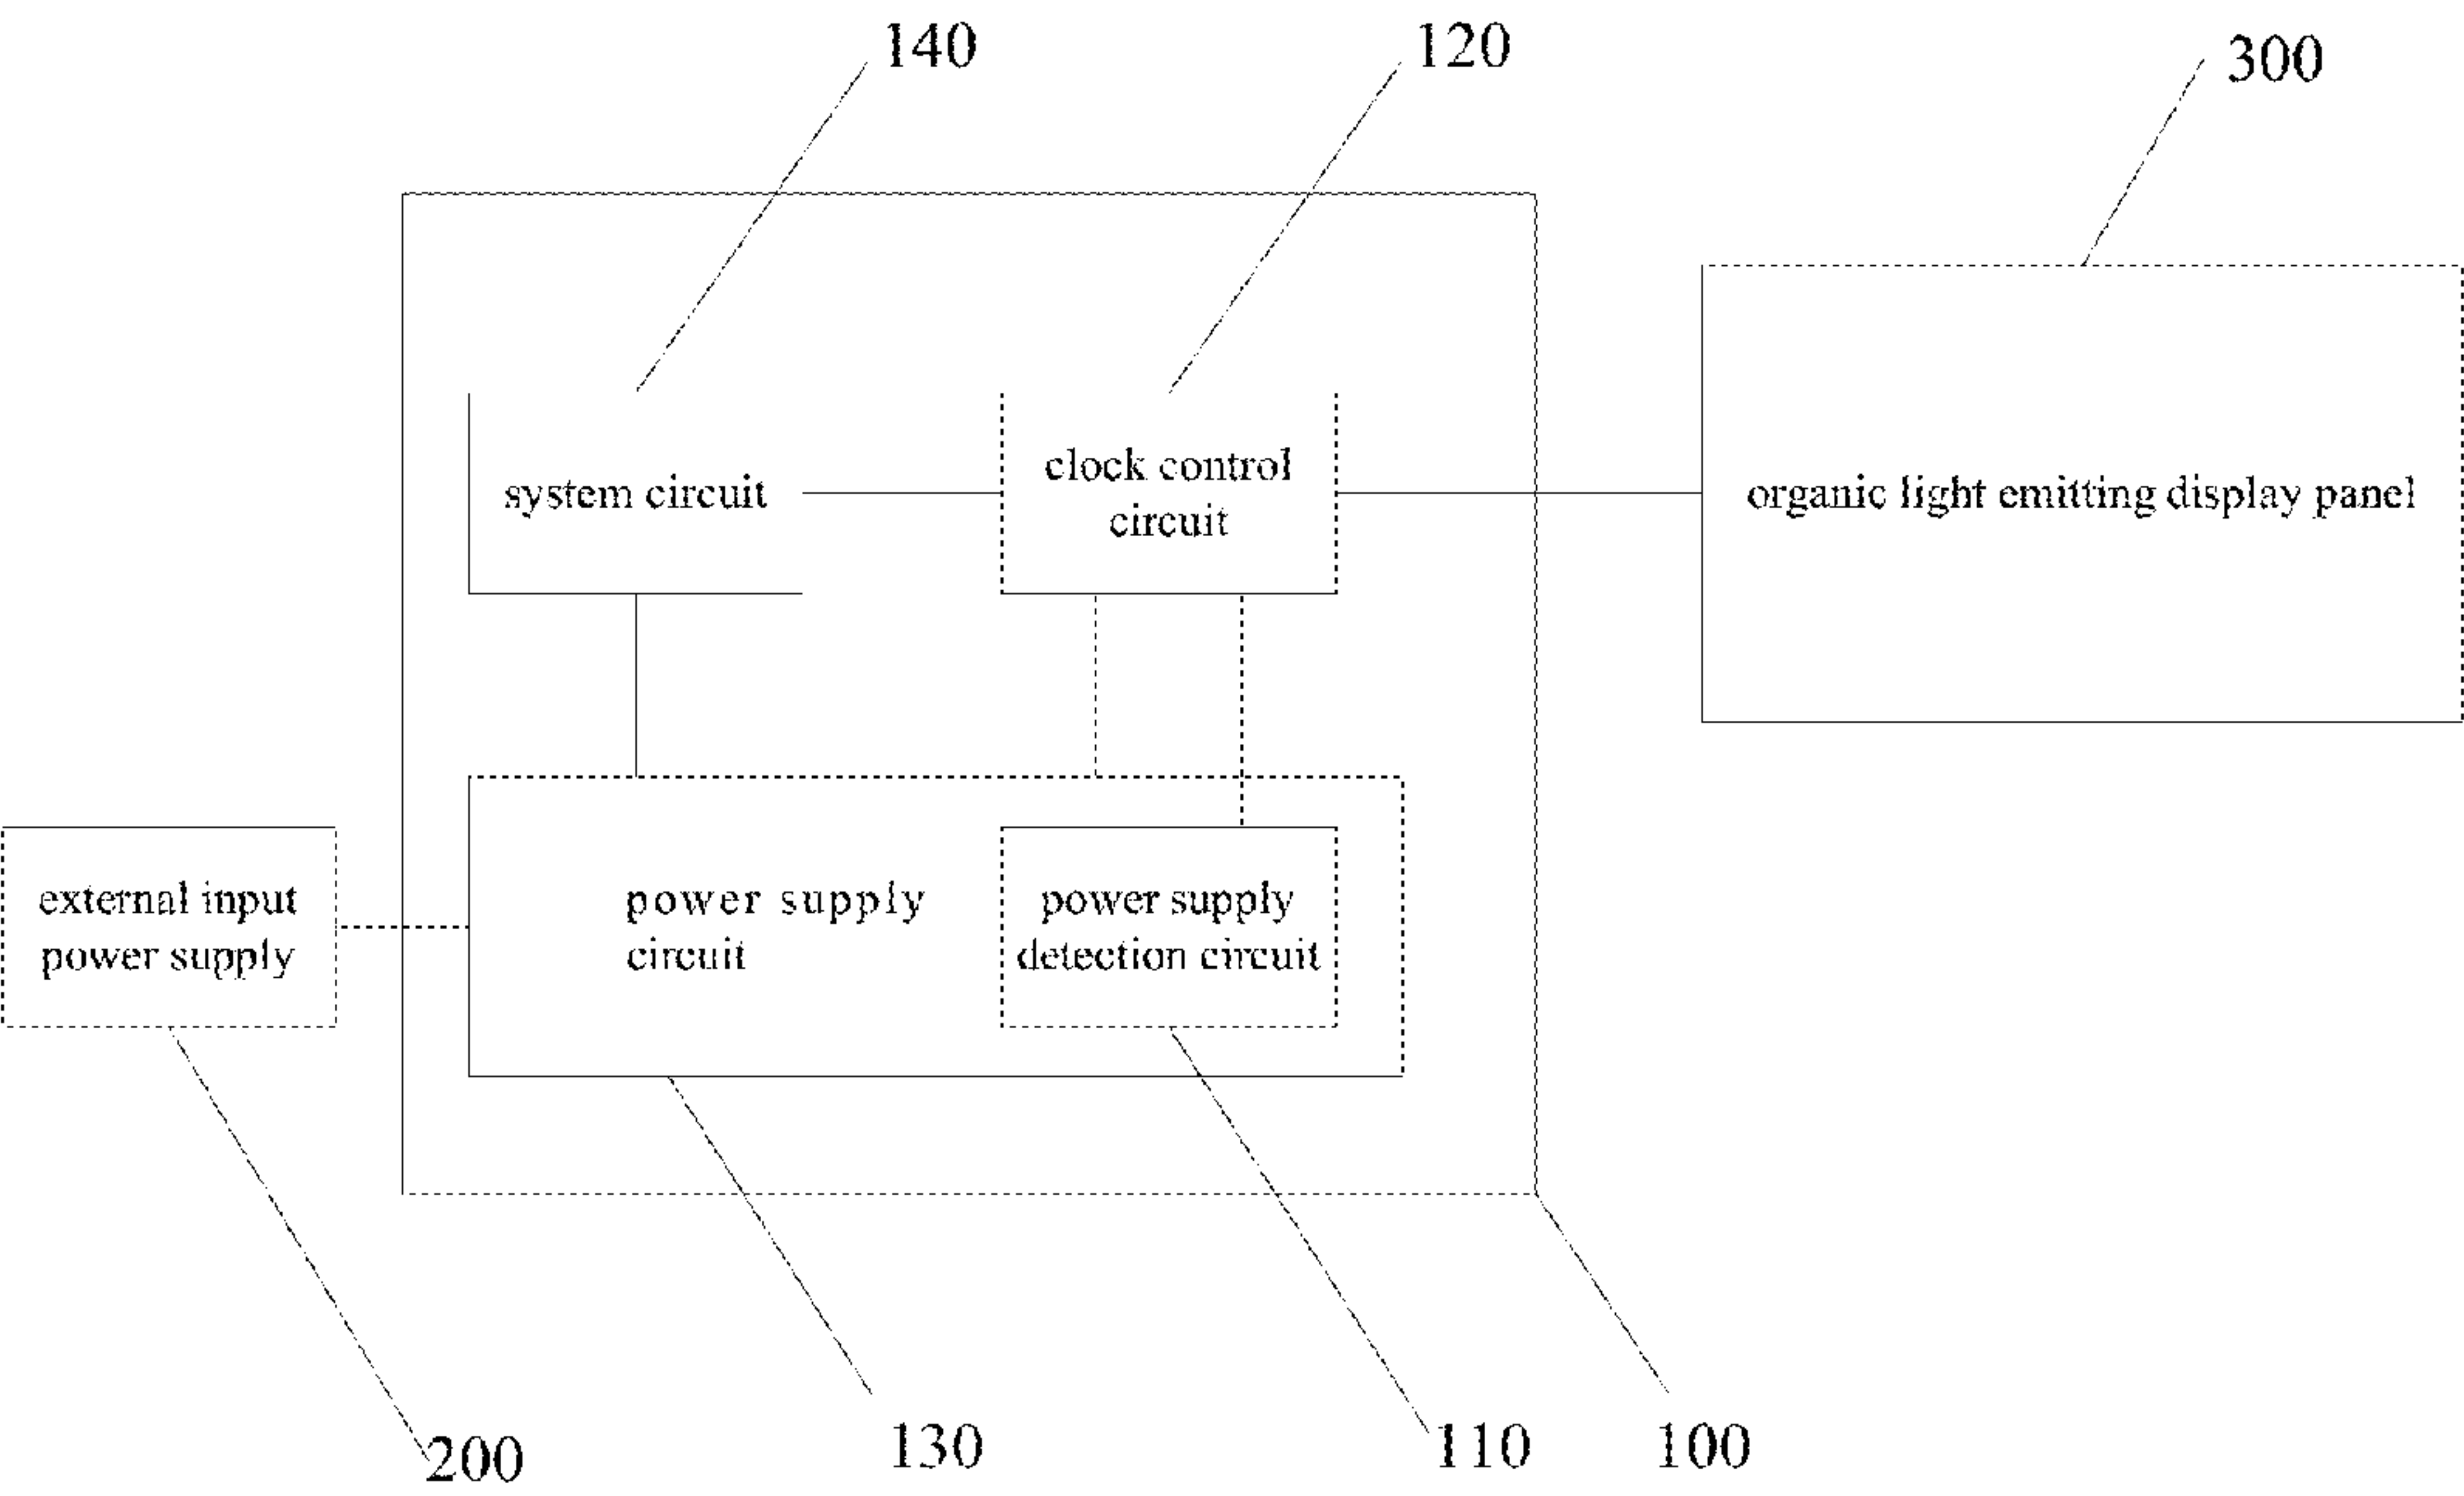 140
120
300
system circuit
clock control
circuit
organic light emitting display panel
external input
power supply
power supply
circuit
power supply
detection circuit
200
130
110
100